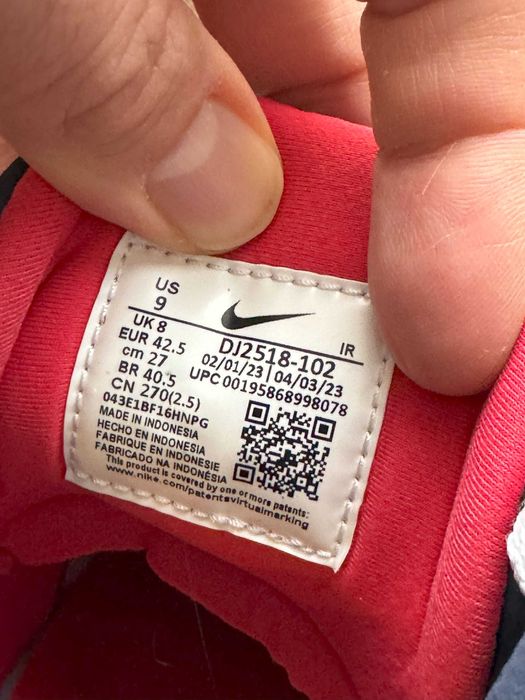 US
9
UK 8
EUR 42.5
cm 27
BR 40.5
CN 270(2.5)
DJ2518-102 IR
02/01/23 | 04/03/23
UPC 00195868998078
043E1BF16HNPG
MADE IN INDONESIA
HECHO EN INDONESIA
FABRIQUE EN INDONESIE
FABRICADO NA INDONÉSIA
This product is covered by one or more patents:
www.nike.com/patentsvirtualmarking